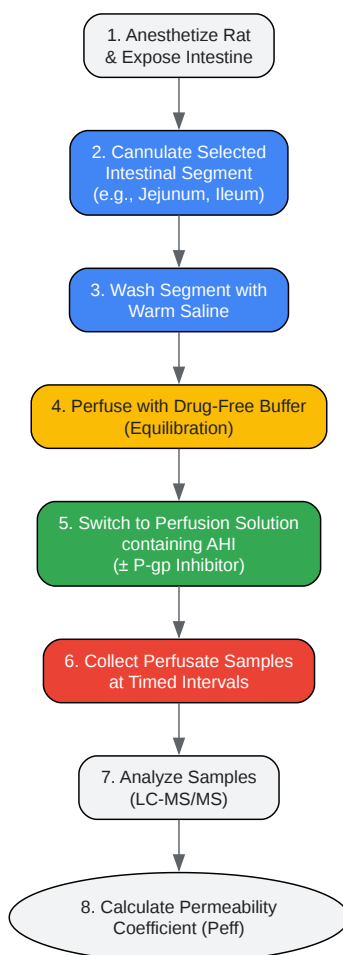 1. Anesthetize Rat
& Expose Intestine
2. Cannulate Selected
Intestinal Segment
(e.g., Jejunum, Ileum)
3. Wash Segment with
Warm Saline
4. Perfuse with Drug-Free Buffer
(Equilibration)
5. Switch to Perfusion Solution
containing AHI
(± P-gp Inhibitor)
6. Collect Perfusate Samples
at Timed Intervals
7. Analyze Samples
(LC-MS/MS)
8. Calculate Permeability
Coefficient (Peff)